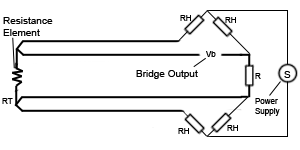 RH
RH
Resistance
Element
Vb
Bridge Output
R
S
RT
Power
Supply
RH
RH